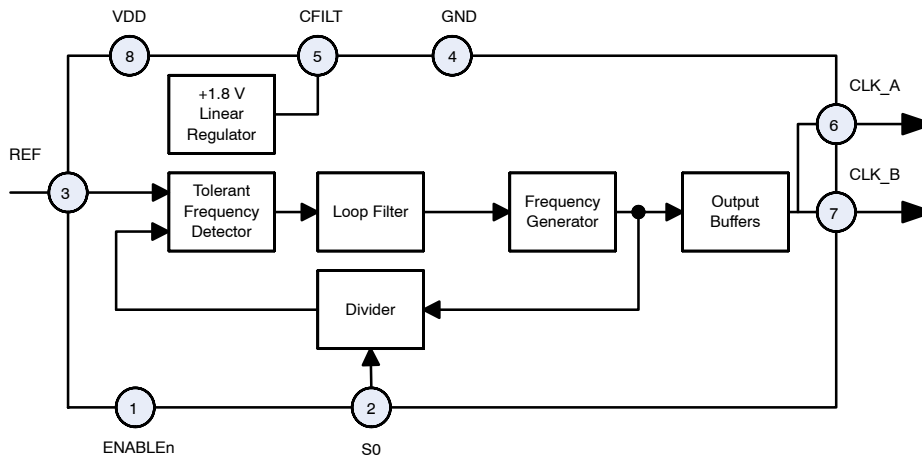 VDD
CFILT
GND
8
5
4
+1.8 V
Linear
Regulator
CLK_A
6
REF
3
CLK_B
7
Tolerant
Frequency
Detector
Loop Filter
Frequency
Generator
Output
Buffers
Divider
1
2
ENABLEn
S0